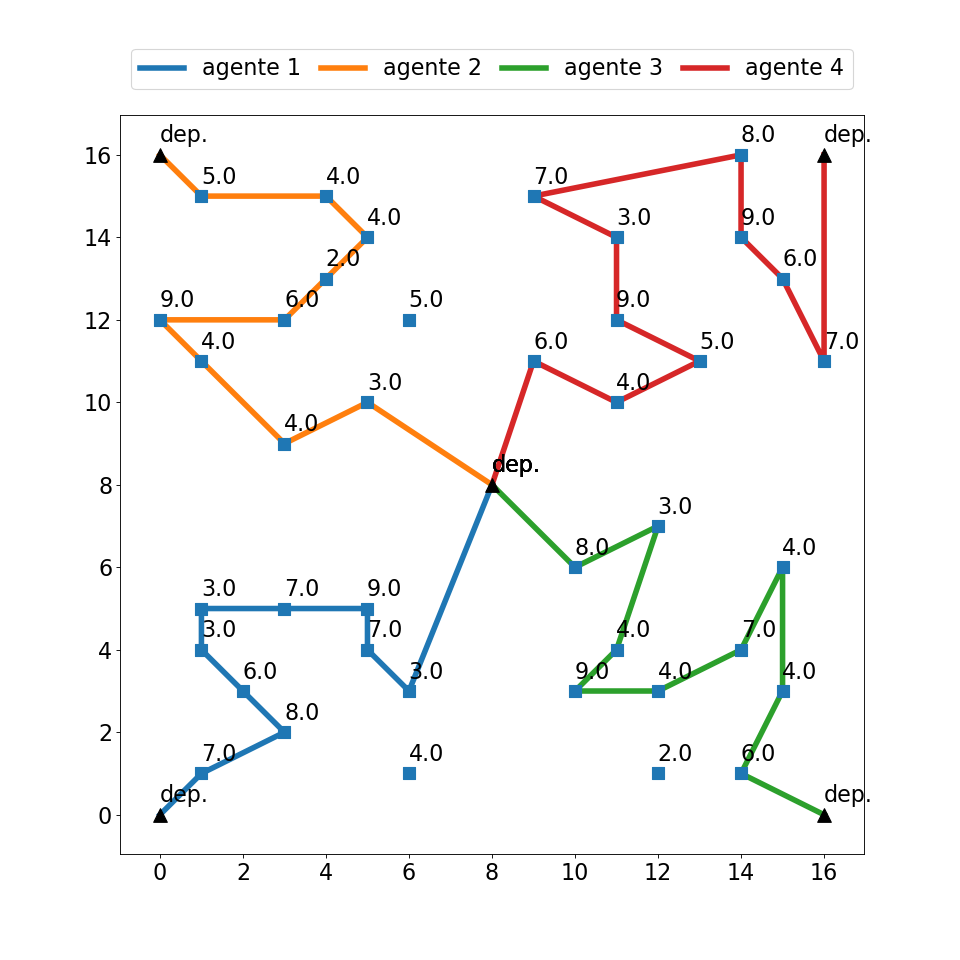 agente 1 agente 2 agente 3 agente 4
dep. 8.0 dep.
16
5.0 4.0 7.0
4.0 3.0 9.0
14
2.0 6.0
9.0 6.0 5.0 9.0
12
4.0 6.0 5.0 7.0
3.0 4.0
10
4.0
dep.
8
3.0
8.0 4.0
6
3.0 7.0 9.0
3.0 7.0 4.0 7.0
4
6.0 3.0 9.0 4.0 4.0
8.0
2
7.0 4.0 2.0 6.0
dep. dep.
0
0 2 4 6 8 10 12 14 16